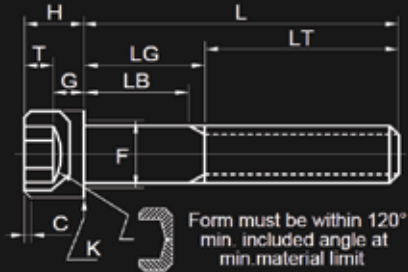 H
L
T
LG
LT
G
LB
F
C
K
Form must be within 120°
min. included angle at
min.material limit